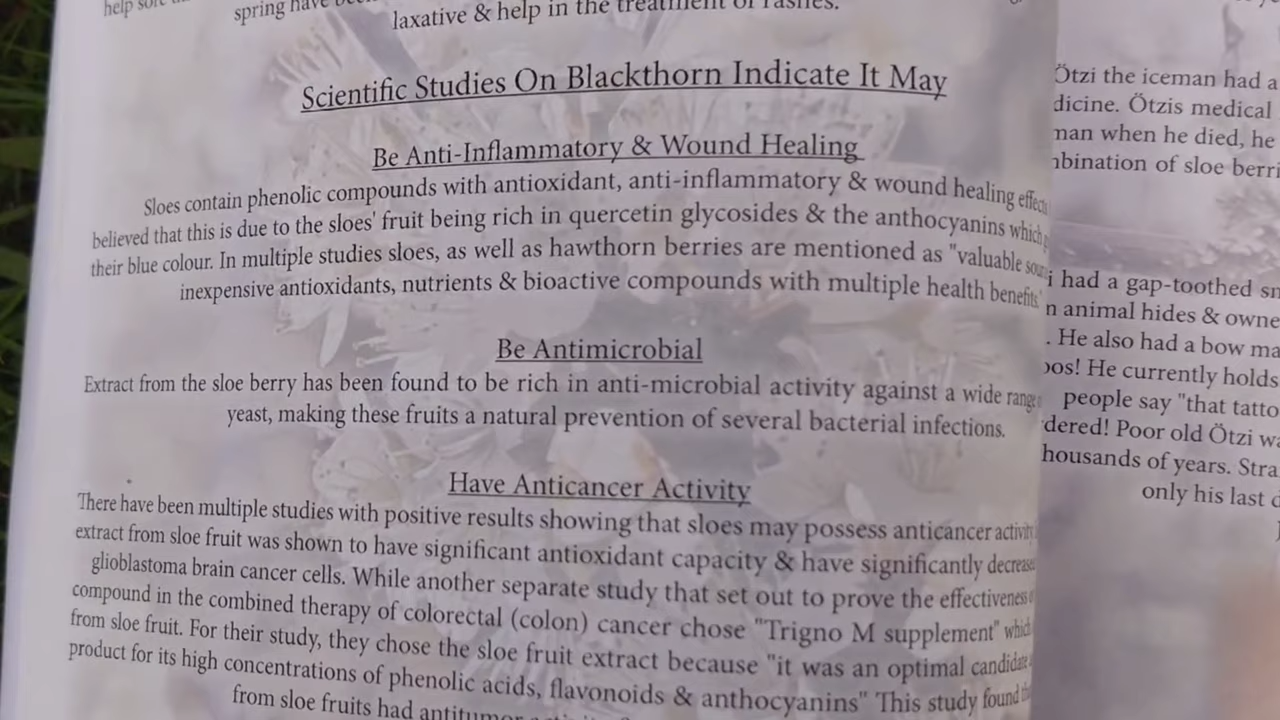 help
spring have
laxative & help in the treatment of rashes.
Scientific Studies On Blackthorn Indicate It May
Be Anti-Inflammatory & Wound Healing
Sloes contain phenolic compounds with antioxidant, anti-inflammatory & wound healing effects
believed that this is due to the sloes' fruit being rich in quercetin glycosides & the anthocyanins which
their blue colour. In multiple studies sloes, as well as hawthorn berries are mentioned as "valuable
inexpensive antioxidants, nutrients & bioactive compounds with multiple health benefits"
Be Antimicrobial
Extract from the sloe berry has been found to be rich in anti-microbial activity against a wide range
yeast, making these fruits a natural prevention of several bacterial infections.
Have Anticancer Activity
There have been multiple studies with positive results showing that sloes may possess anticancer activity
extract from sloe fruit was shown to have significant antioxidant capacity & have significantly
glioblastoma brain cancer cells. While another separate study that set out to prove the effectiveness
compound in the combined therapy of colorectal (colon) cancer chose "Trigno M supplement" which
from sloe fruit. For their study, they chose the sloe fruit extract because "it was an optimal candidate
product for its high concentrations of phenolic acids, flavonoids & anthocyanins" This study found
from sloe fruits had antitumor
Ötzi the iceman had a
dicine. Ötzis medical
man when he died, he
bination of sloe berri
i had a gap-toothed
n animal hides & owne
. He also had a bow ma
oos! He currently holds
people say "that tatto
dered! Poor old Ötzi wa
housands of years. Stra
only his last